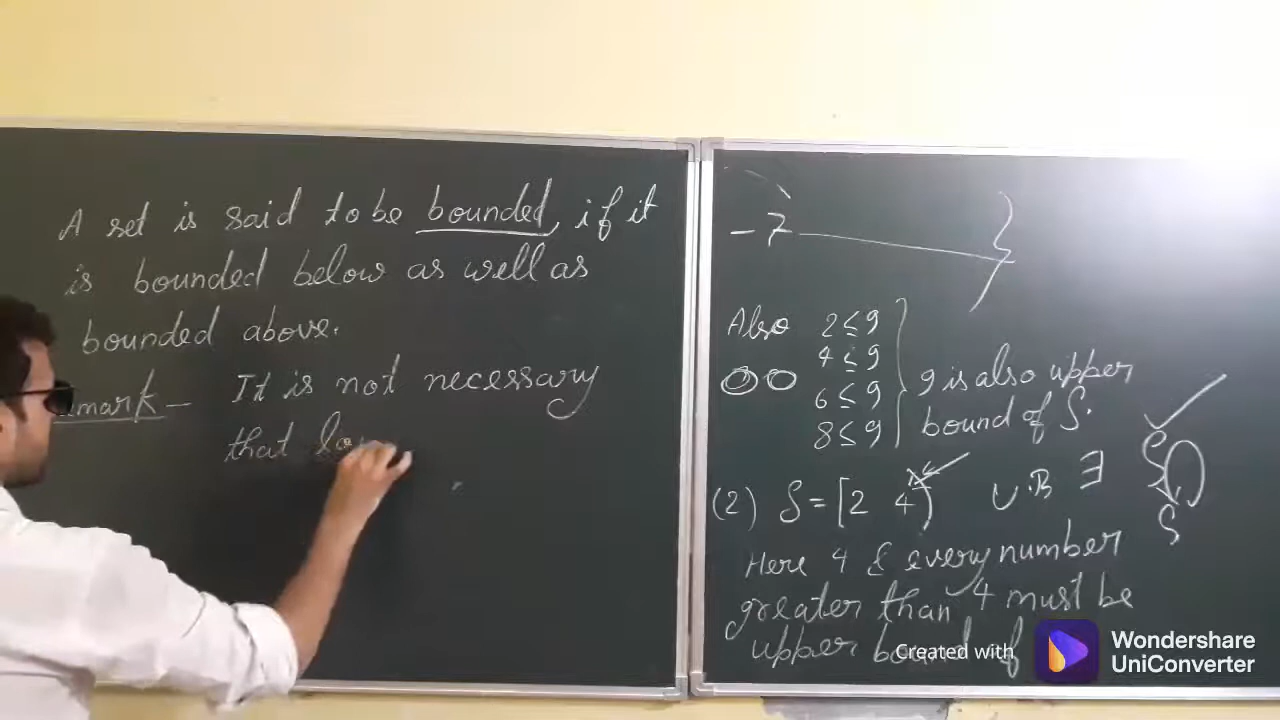 A set is said to be bounded, if it
is bounded below as well as
bounded above.
mark — It is not necessary
that lo
-7
Also 2 ≤ 9
4 ≤ 9
6 ≤ 9
8 ≤ 9
9 is also upper
bound of S.
(2) S = [2 4)
U.B ∃
Here 4 & every number
greater than 4 must be
upper bound of
Created with
Wondershare
UniConverter